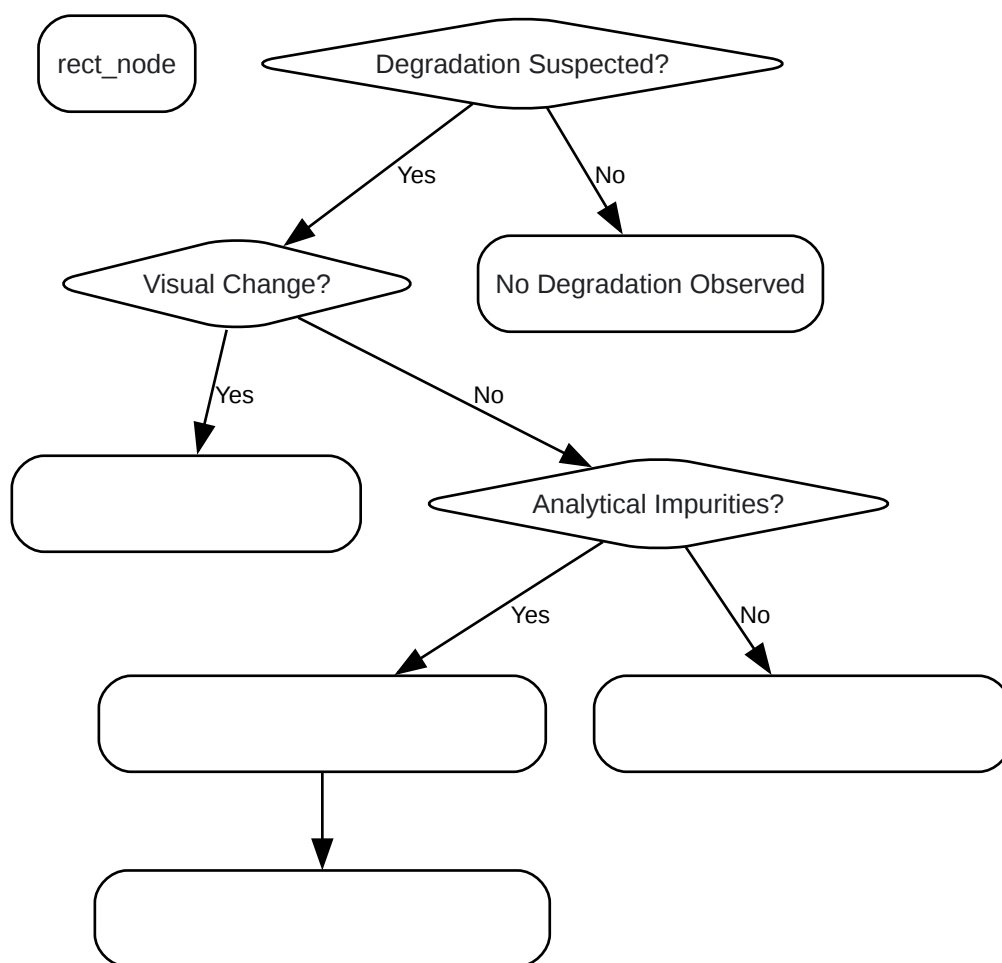 rect_node
Degradation Suspected?
Yes
No
Visual Change?
No Degradation Observed
Yes
No
Analytical Impurities?
Yes
No